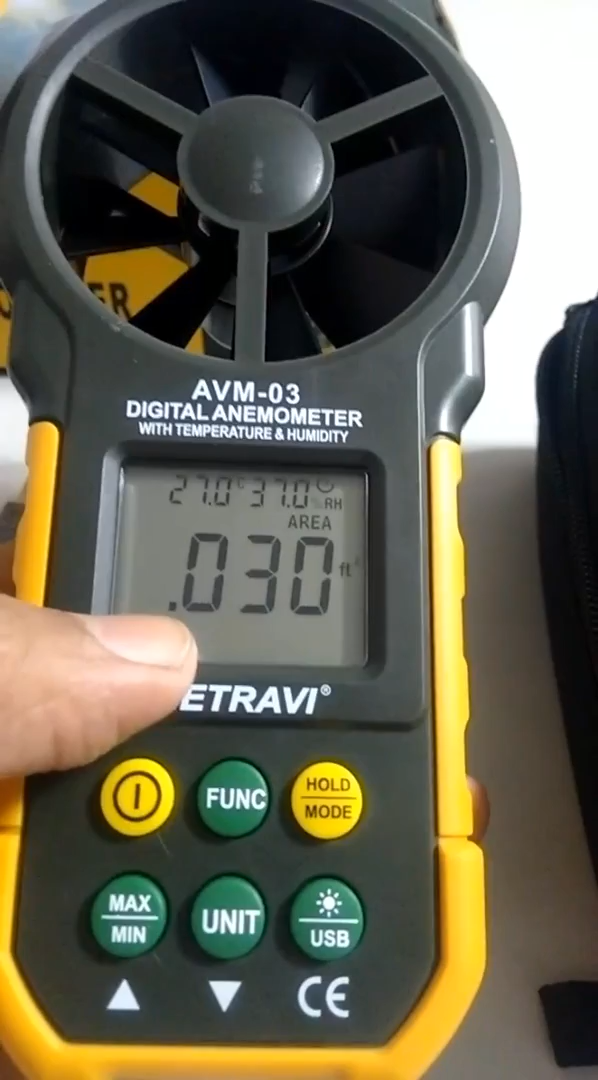 ER
AVM-03
DIGITAL ANEMOMETER
WITH TEMPERATURE & HUMIDITY
27.0°C 37.0%RH
AREA
.030 ft²
ETRAVI®
FUNC
HOLD
MODE
MAX
MIN
UNIT
USB
CE